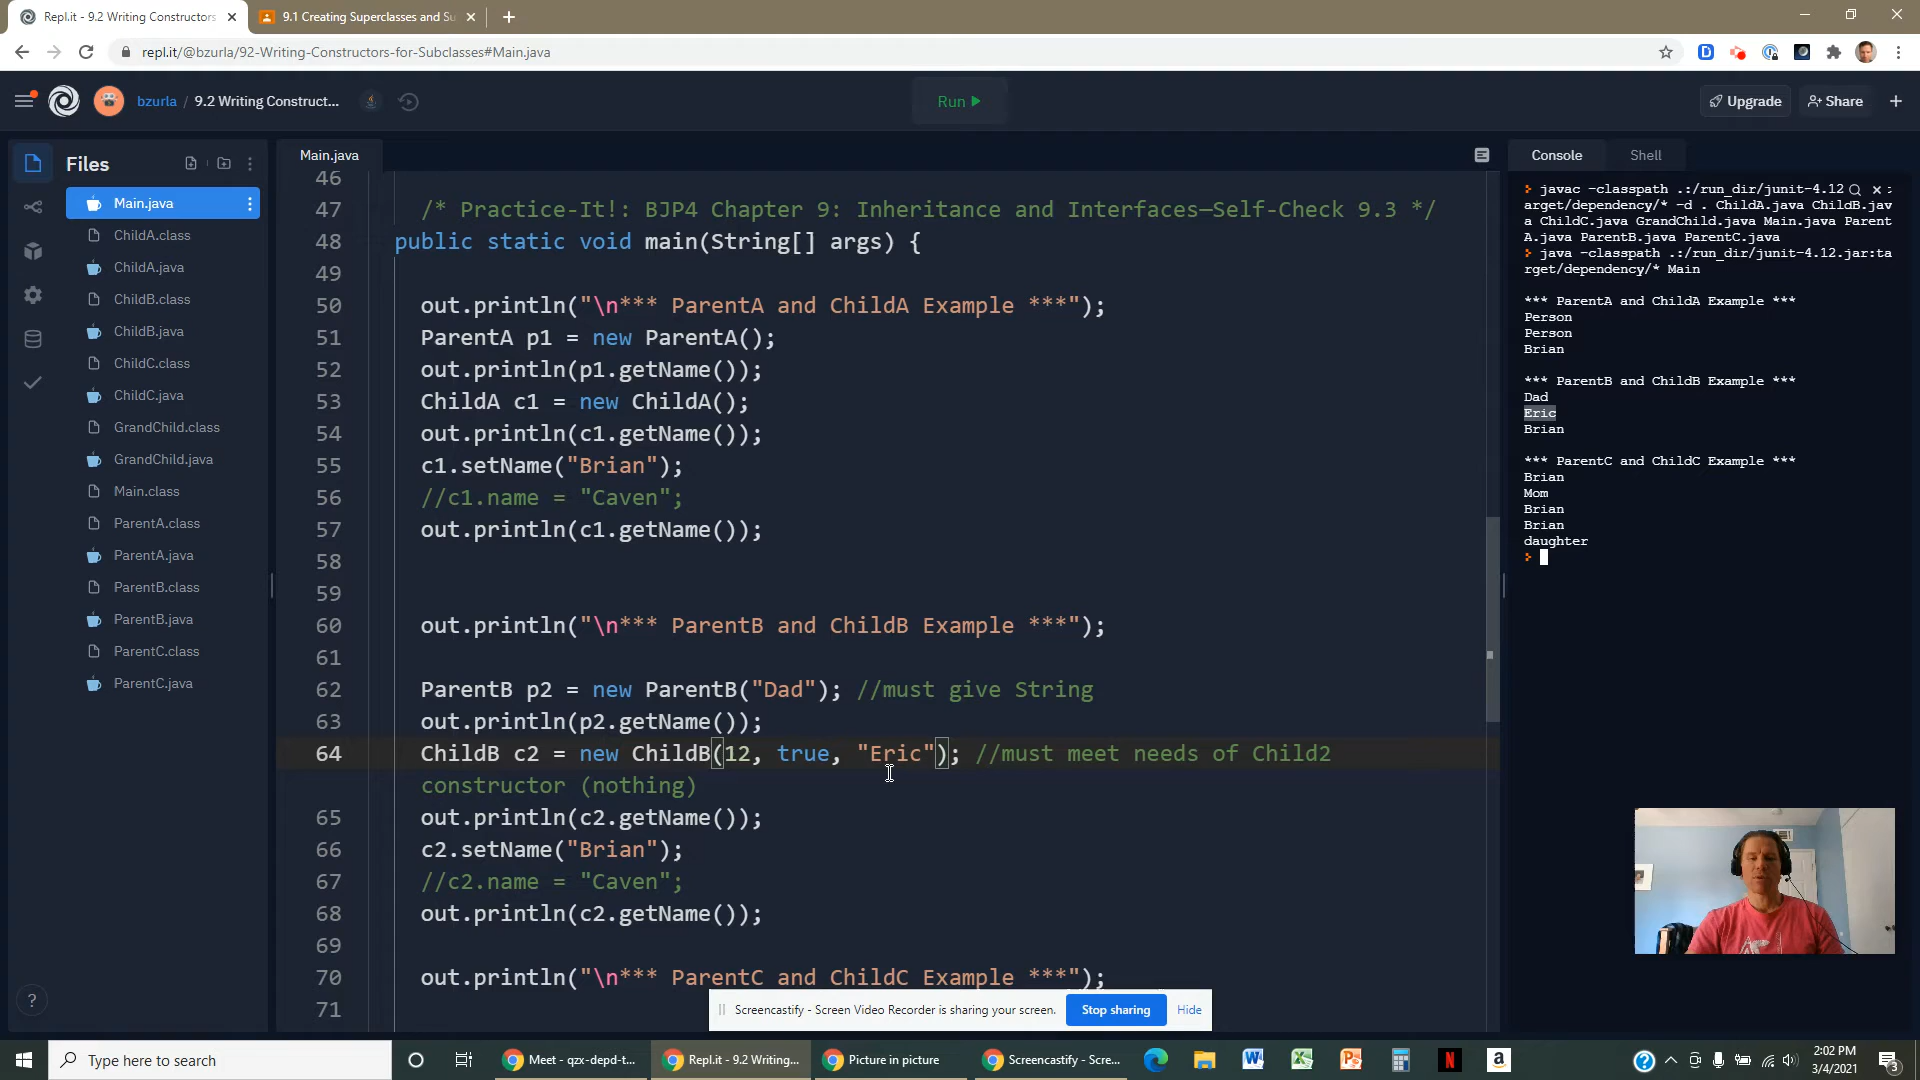 Repl.it - 9.2 Writing Constructors
9.1 Creating Superclasses and Su
repl.it/@bzurla/92-Writing-Constructors-for-Subclasses#Main.java
bzurla / 9.2 Writing Construct...
Run
Upgrade
Share
Files
Main.java
ChildA.class
ChildA.java
ChildB.class
ChildB.java
ChildC.class
ChildC.java
GrandChild.class
GrandChild.java
Main.class
ParentA.class
ParentA.java
ParentB.class
ParentB.java
ParentC.class
ParentC.java
Main.java
46
47 /* Practice-It!: BJP4 Chapter 9: Inheritance and Interfaces—Self-Check 9.3 */
48 public static void main(String[] args) {
49
50 out.println("\n*** ParentA and ChildA Example ***");
51 ParentA p1 = new ParentA();
52 out.println(p1.getName());
53 ChildA c1 = new ChildA();
54 out.println(c1.getName());
55 c1.setName("Brian");
56 //c1.name = "Caven";
57 out.println(c1.getName());
58
59
60 out.println("\n*** ParentB and ChildB Example ***");
61
62 ParentB p2 = new ParentB("Dad"); //must give String
63 out.println(p2.getName());
64 ChildB c2 = new ChildB(12, true, "Eric"); //must meet needs of Child2
constructor (nothing)
65 out.println(c2.getName());
66 c2.setName("Brian");
67 //c2.name = "Caven";
68 out.println(c2.getName());
69
70 out.println("\n*** ParentC and ChildC Example ***");
71
Console
Shell
javac -classpath .:/run_dir/junit-4.12
arget/dependency/* -d . ChildA.java ChildB.jav
a ChildC.java GrandChild.java Main.java Parent
A.java ParentB.java ParentC.java
java -classpath .:/run_dir/junit-4.12.jar:ta
rget/dependency/* Main
*** ParentA and ChildA Example ***
Person
Person
Brian
*** ParentB and ChildB Example ***
Dad
Eric
Brian
*** ParentC and ChildC Example ***
Brian
Mom
Brian
Brian
daughter
Screencastify - Screen Video Recorder is sharing your screen.
Stop sharing
Hide
Type here to search
Meet - qzx-depd-t...
Repl.it - 9.2 Writing...
Picture in picture
Screencastify - Scre...
2:02 PM
3/4/2021
3